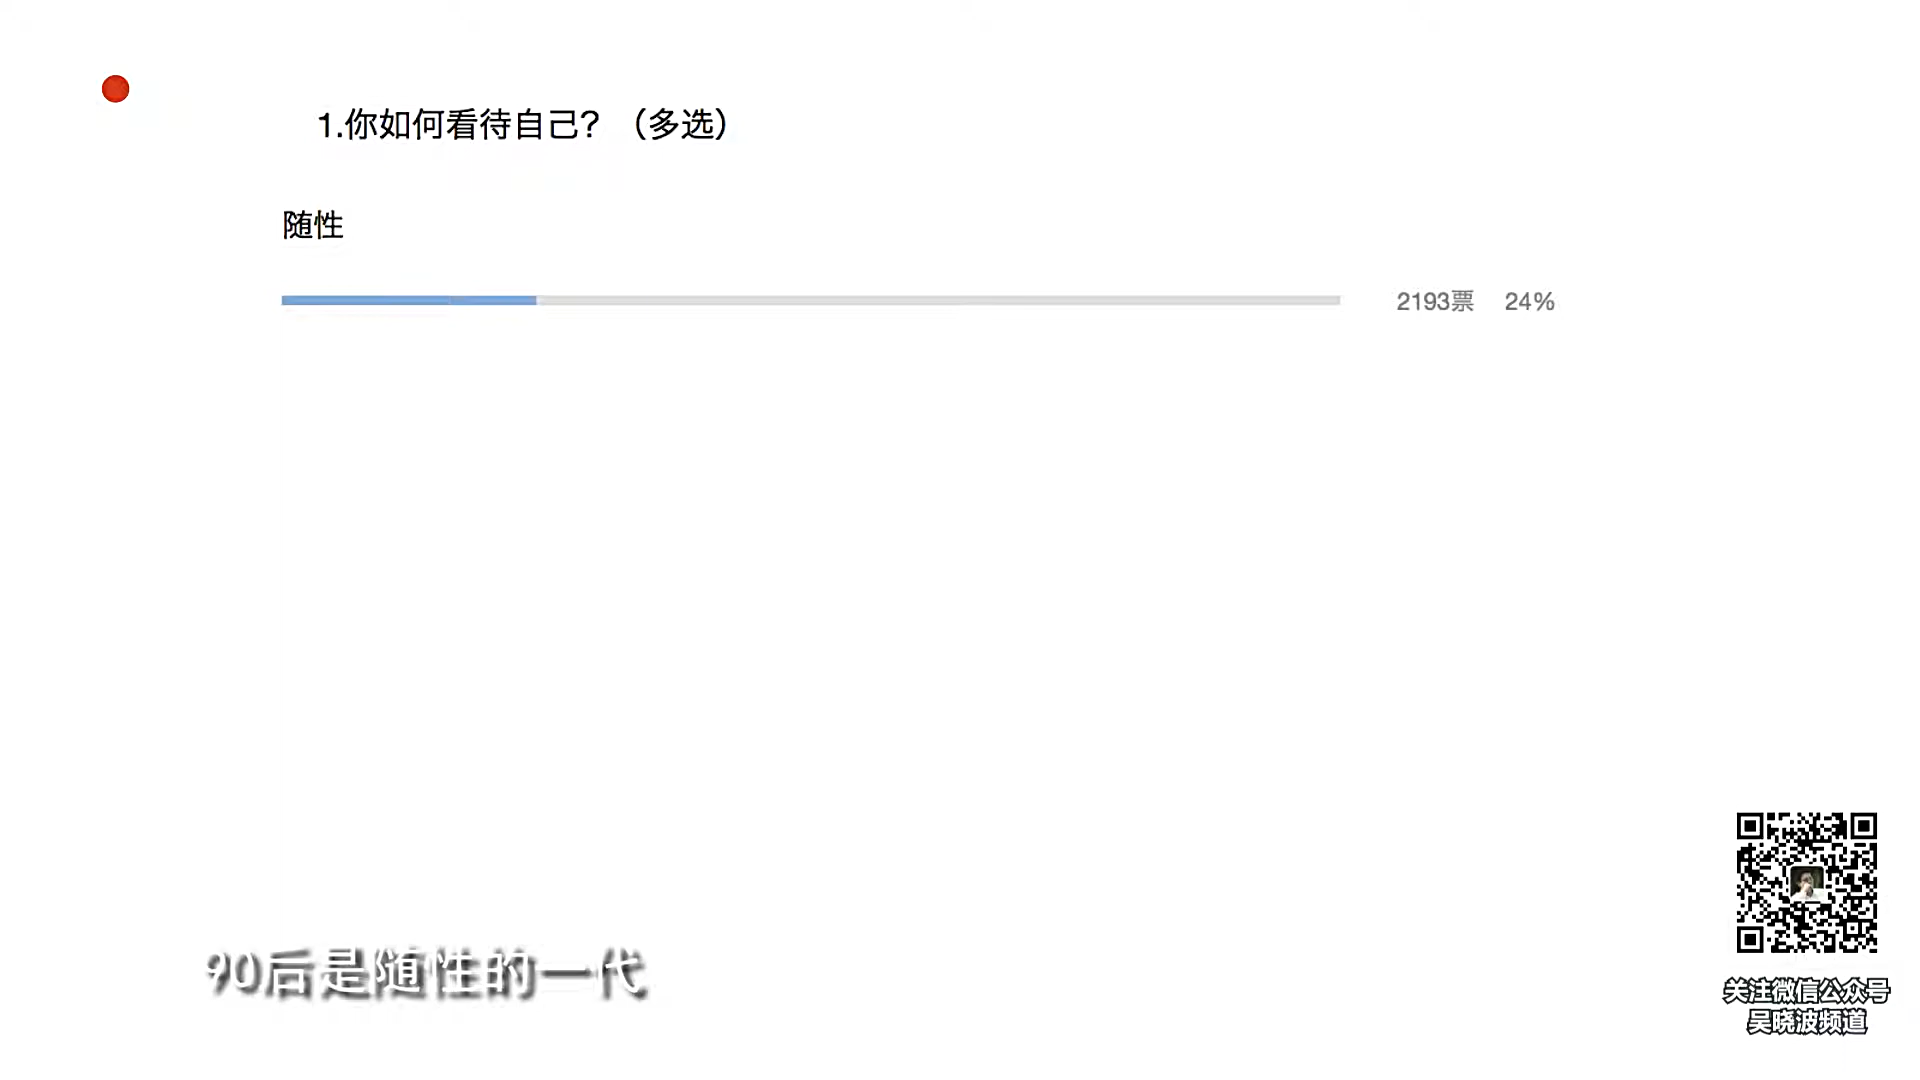 1.你如何看待自己？（多选）
随性
2193票 24%
90后是随性的一代
关注微信公众号
吴晓波频道